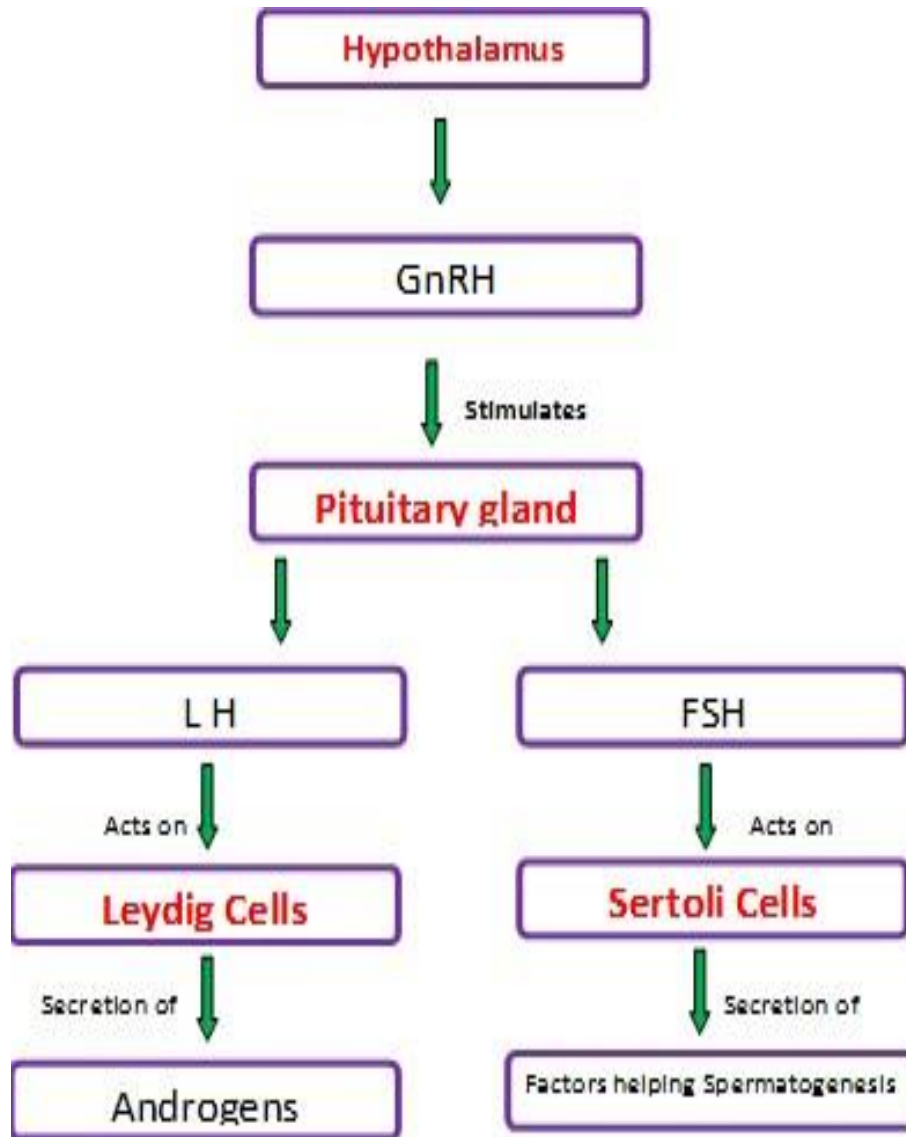 Hypothalamus
GnRH
Stimulates
Pituitary gland
L H
FSH
Acts on
Acts on
Leydig Cells
Sertoli Cells
Secretion of
Secretion of
Androgens
Factors helping Spermatogenesis